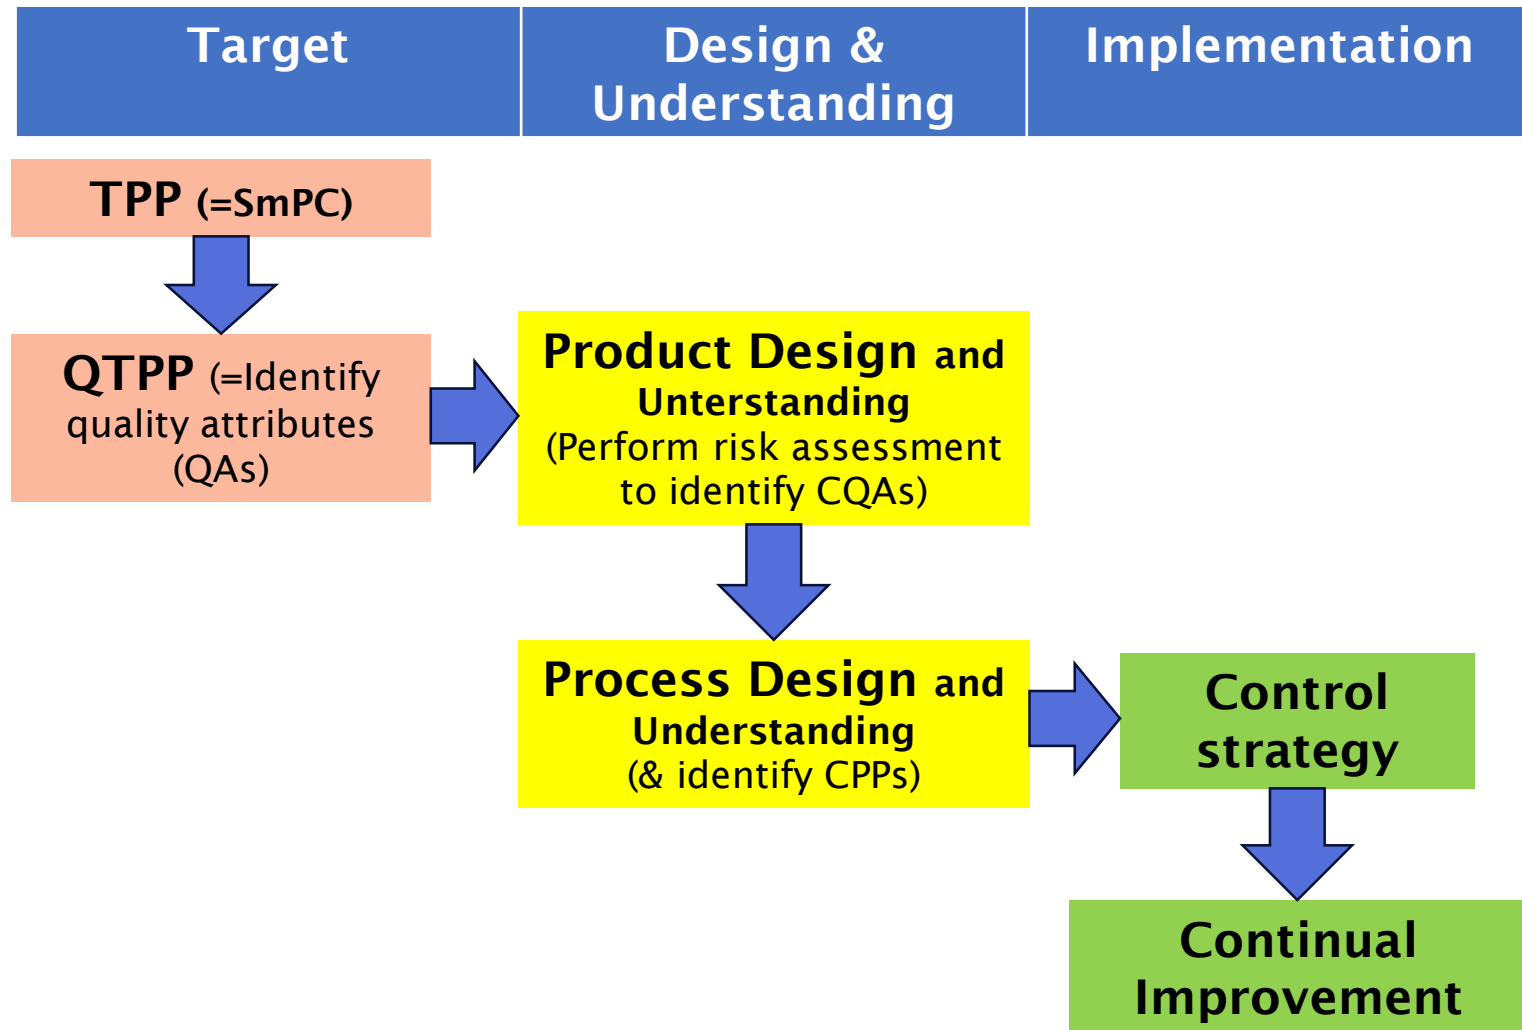 Target
Design &
Understanding
Implementation
TPP (=SmPC)
QTPP (=Identify
quality attributes
(QAs)
Product Design and
Unterstanding
(Perform risk assessment
to identify CQAs)
Process Design and
Understanding
(& identify CPPs)
Control
strategy
Continual
Improvement